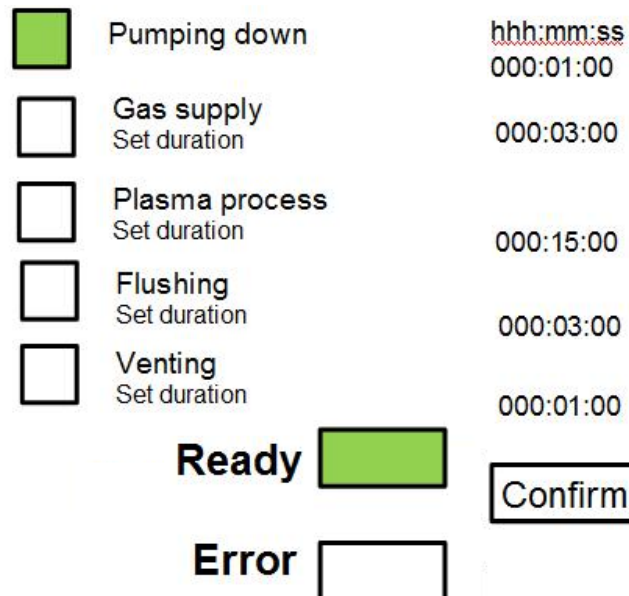 Pumping down
hhh:mm:ss
000:01:00
Gas supply
Set duration
000:03:00
Plasma process
Set duration
000:15:00
Flushing
Set duration
000:03:00
Venting
Set duration
000:01:00
Ready
Confirm
Error